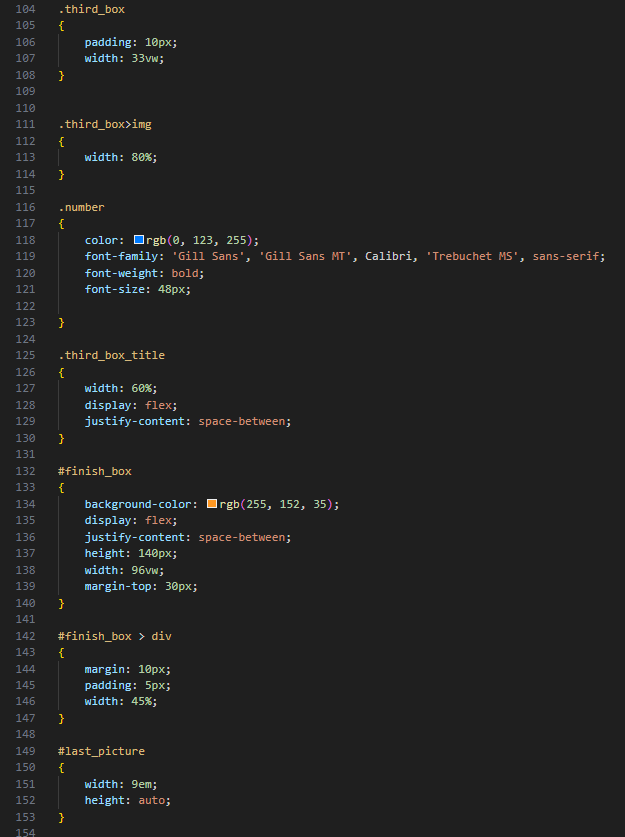 104 .third_box
105 {
106     padding: 10px;
107     width: 33vw;
108 }
109
110
111 .third_box>img
112 {
113     width: 80%;
114 }
115
116 .number
117 {
118     color: rgb(0, 123, 255);
119     font-family: 'Gill Sans', 'Gill Sans MT', Calibri, 'Trebuchet MS', sans-serif;
120     font-weight: bold;
121     font-size: 48px;
122
123 }
124
125 .third_box_title
126 {
127     width: 60%;
128     display: flex;
129     justify-content: space-between;
130 }
131
132 #finish_box
133 {
134     background-color: rgb(255, 152, 35);
135     display: flex;
136     justify-content: space-between;
137     height: 140px;
138     width: 96vw;
139     margin-top: 30px;
140 }
141
142 #finish_box > div
143 {
144     margin: 10px;
145     padding: 5px;
146     width: 45%;
147 }
148
149 #last_picture
150 {
151     width: 9em;
152     height: auto;
153 }
154